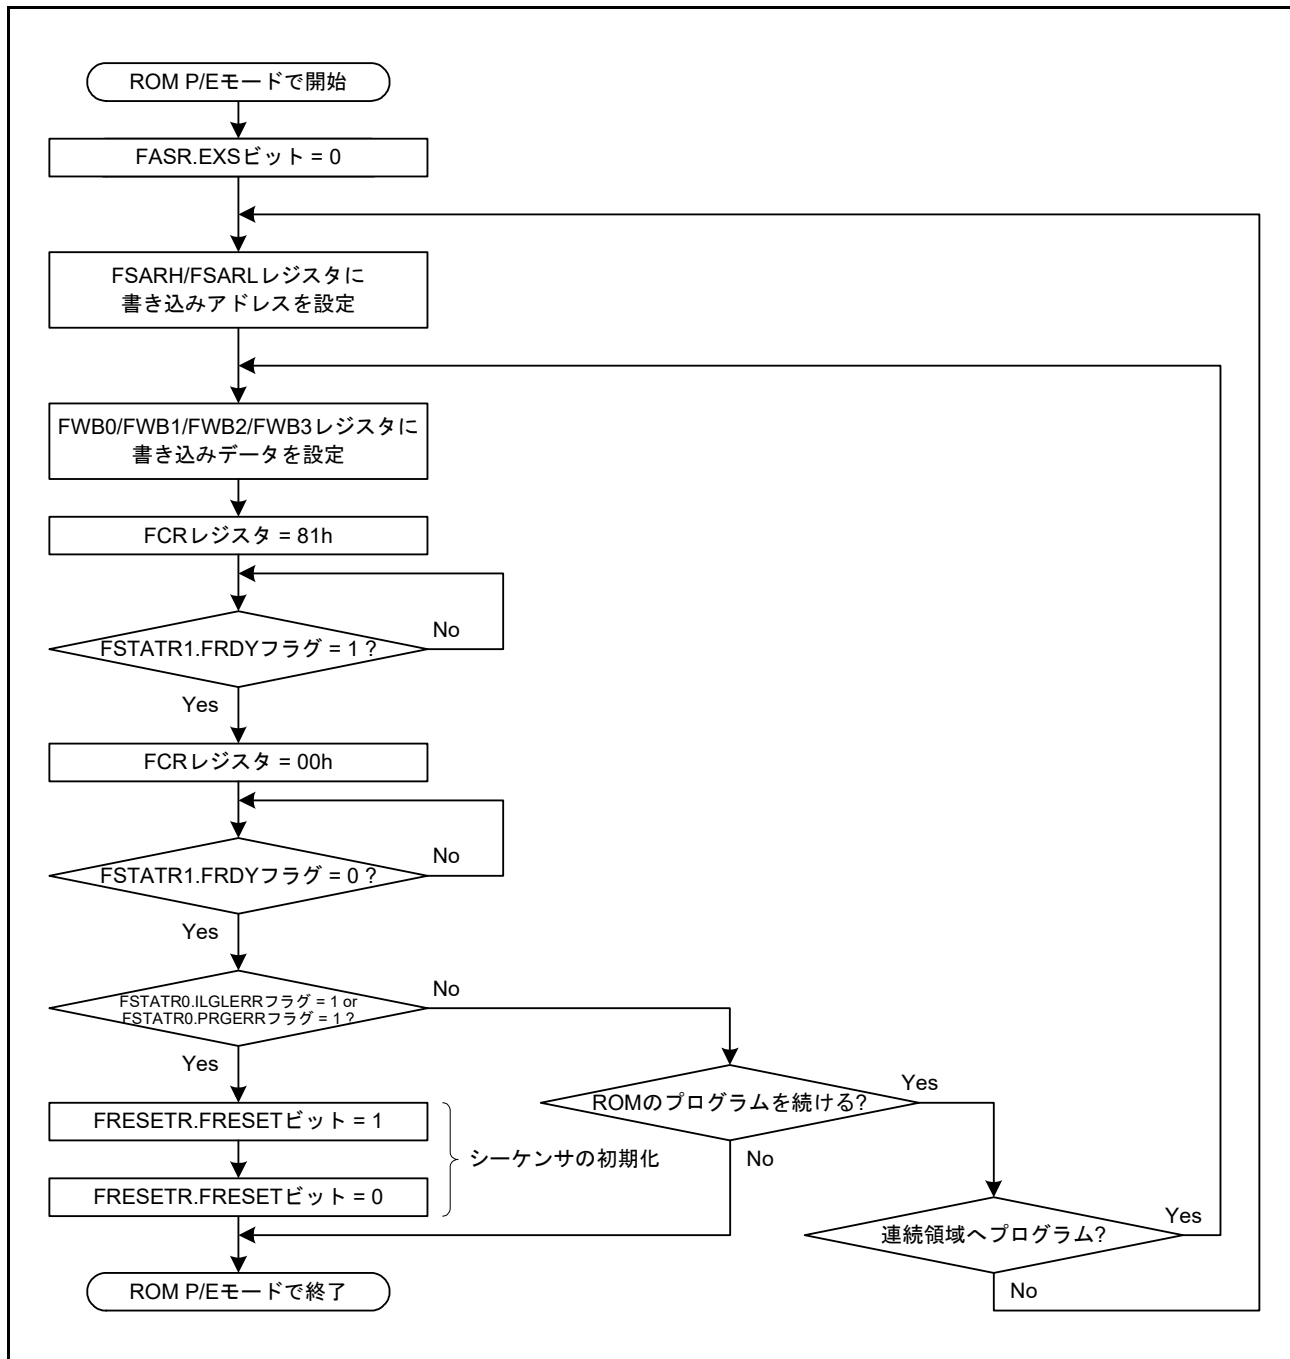 ROM P/Eモードで開始
FASR.EXSビット = 0
FSARH/FSARLレジスタに
書き込みアドレスを設定
FWB0/FWB1/FWB2/FWB3レジスタに
書き込みデータを設定
FCRレジスタ = 81h
No
FSTATR1.FRDYフラグ = 1 ?
Yes
FCRレジスタ = 00h
No
FSTATR1.FRDYフラグ = 0 ?
Yes
No
FSTATR0.ILGLERRフラグ = 1 or
FSTATR0.PRGERRフラグ = 1 ?
Yes
Yes
ROMのプログラムを続ける?
No
FRESETR.FRESETビット = 1
シーケンサの初期化
FRESETR.FRESETビット = 0
Yes
連続領域へプログラム?
No
ROM P/Eモードで終了